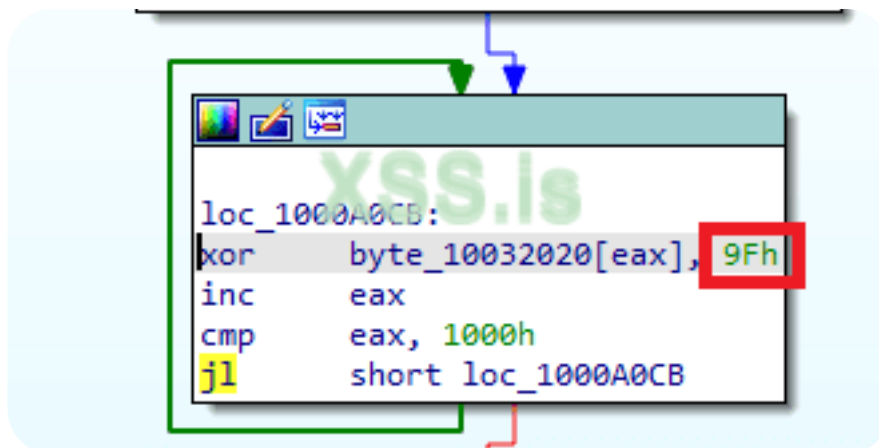 XSS.is
loc_1000A0CB:
xor byte_10032020[eax], 9Fh
inc eax
cmp eax, 1000h
jl short loc_1000A0CB